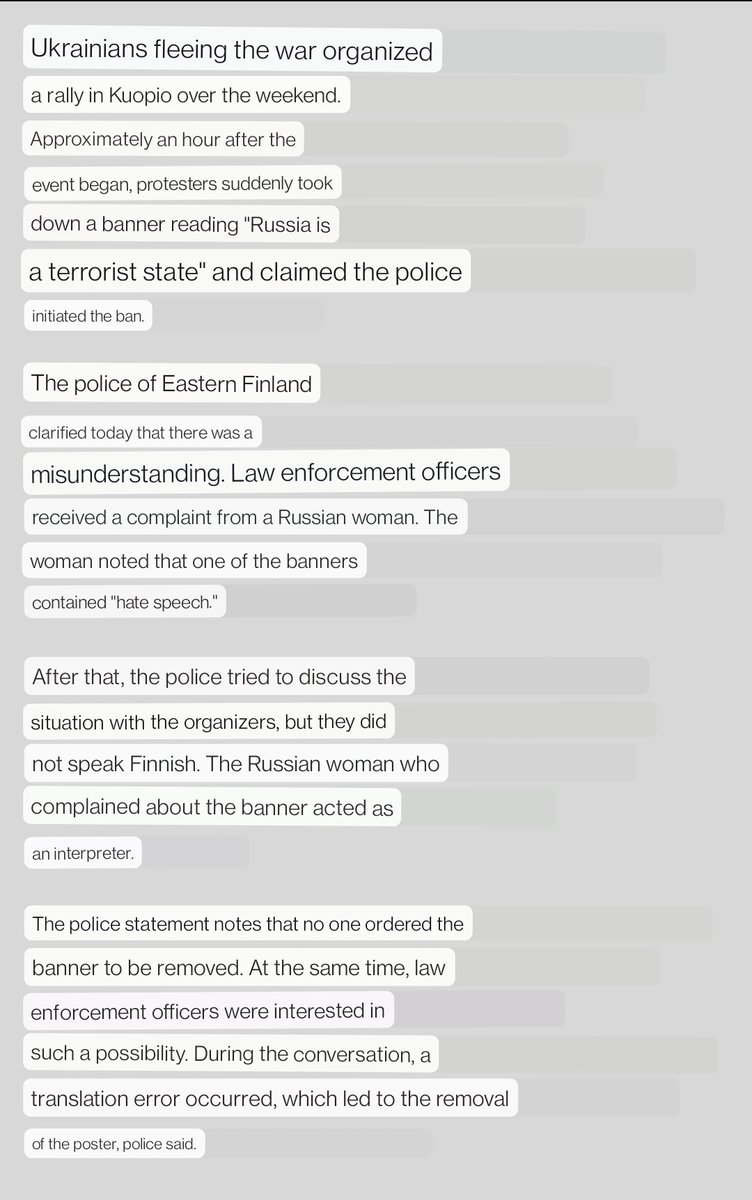 Ukrainians fleeing the war organized
a rally in Kuopio over the weekend.
Approximately an hour after the
event began, protesters suddenly took
down a banner reading "Russia is
a terrorist state" and claimed the police
initiated the ban.
The police of Eastern Finland
clarified today that there was a
misunderstanding. Law enforcement officers
received a complaint from a Russian woman. The
woman noted that one of the banners
contained "hate speech."
After that, the police tried to discuss the
situation with the organizers, but they did
not speak Finnish. The Russian woman who
complained about the banner acted as
an interpreter.
The police statement notes that no one ordered the
banner to be removed. At the same time, law
enforcement officers were interested in
such a possibility. During the conversation, a
translation error occurred, which led to the removal
of the poster, police said.